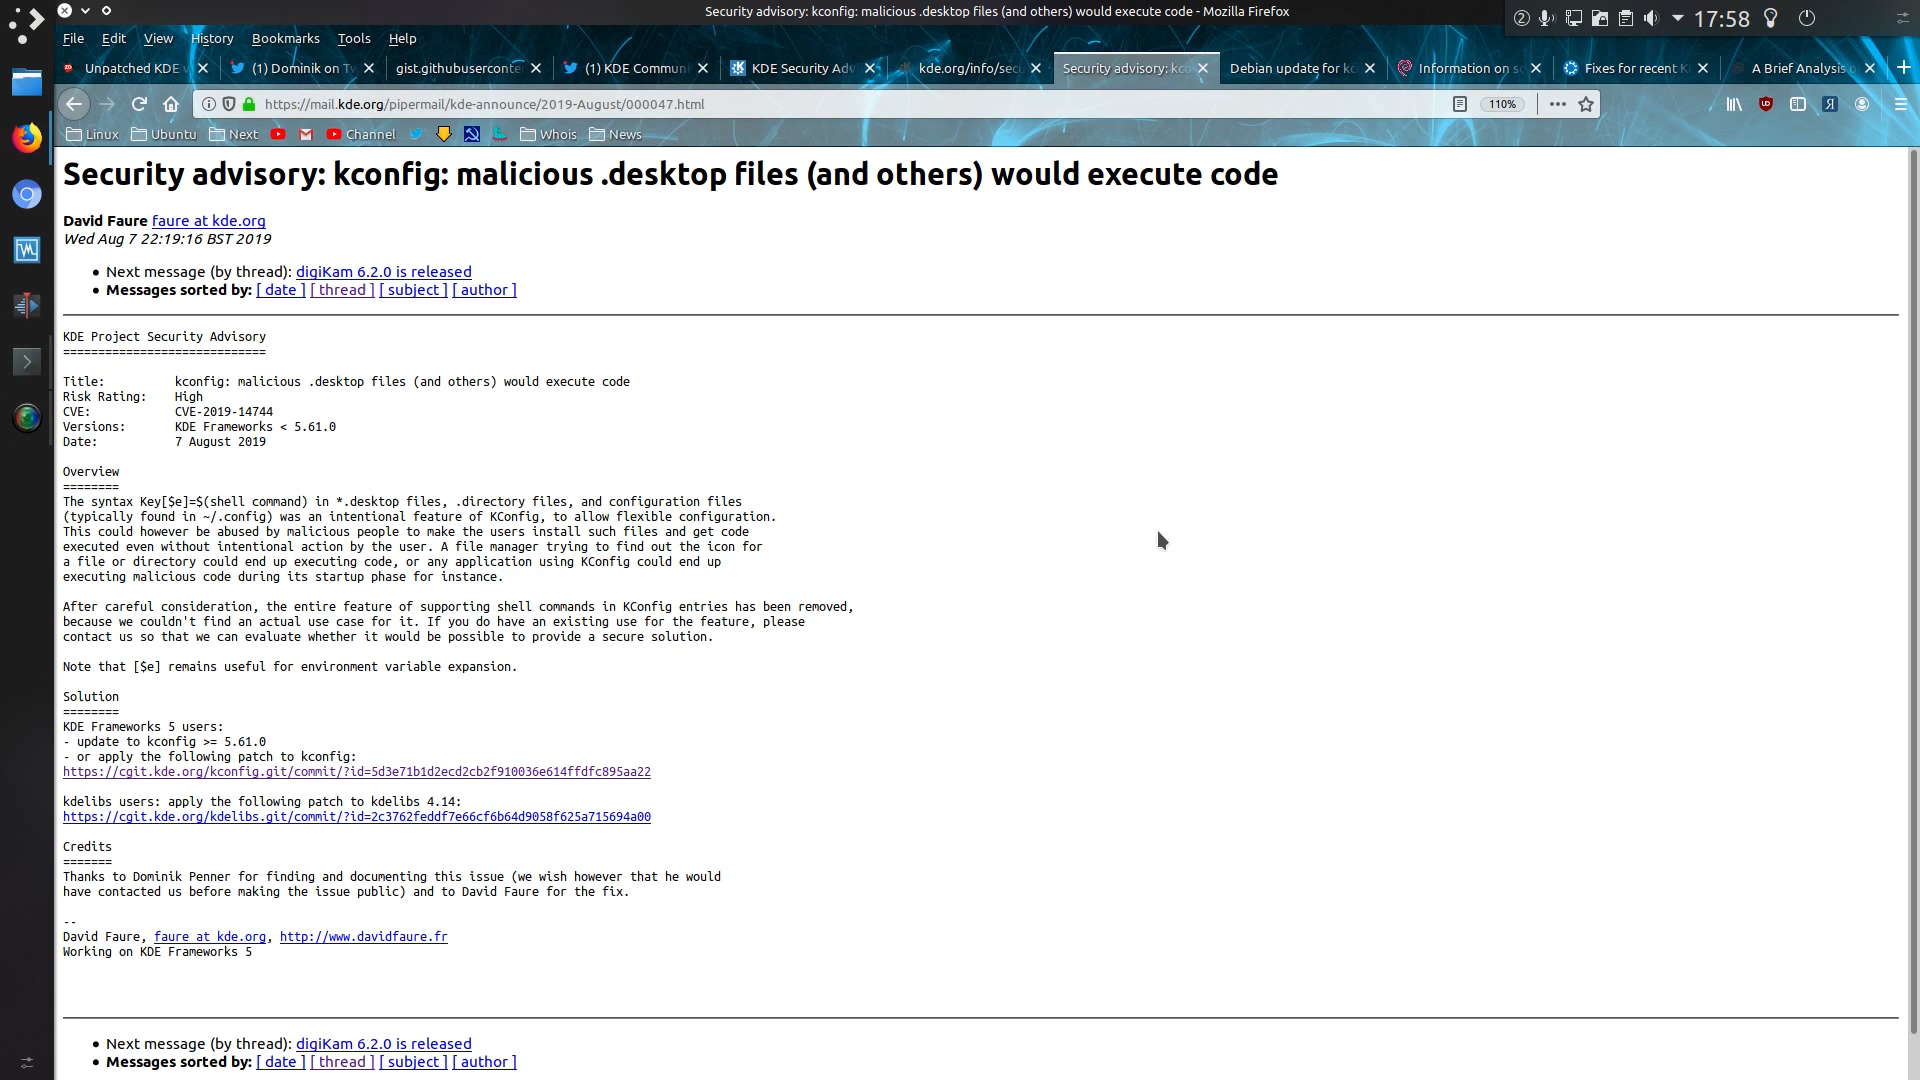 Security advisory: kconfig: malicious .desktop files (and others) would execute code - Mozilla Firefox
17:58
File Edit View History Bookmarks Tools Help
Unpatched KDE
(1) Dominik on Tw
gist.githubuserconte
(1) KDE Commun
KDE Security Adv
kde.org/info/secu
Security advisory: kco
Debian update for kc
Information on so
Fixes for recent K
A Brief Analysis o
https://mail.kde.org/pipermail/kde-announce/2019-August/000047.html
110%
Linux Ubuntu Next Channel Whois News
Security advisory: kconfig: malicious .desktop files (and others) would execute code
David Faure faure at kde.org
Wed Aug 7 22:19:16 BST 2019
• Next message (by thread): digiKam 6.2.0 is released
• Messages sorted by: [ date ] [ thread ] [ subject ] [ author ]
KDE Project Security Advisory
=============================
Title: kconfig: malicious .desktop files (and others) would execute code
Risk Rating: High
CVE: CVE-2019-14744
Versions: KDE Frameworks < 5.61.0
Date: 7 August 2019
Overview
========
The syntax Key[$e]=$(shell command) in *.desktop files, .directory files, and configuration files
(typically found in ~/.config) was an intentional feature of KConfig, to allow flexible configuration.
This could however be abused by malicious people to make the users install such files and get code
executed even without intentional action by the user. A file manager trying to find out the icon for
a file or directory could end up executing code, or any application using KConfig could end up
executing malicious code during its startup phase for instance.
After careful consideration, the entire feature of supporting shell commands in KConfig entries has been removed,
because we couldn't find an actual use case for it. If you do have an existing use for the feature, please
contact us so that we can evaluate whether it would be possible to provide a secure solution.
Note that [$e] remains useful for environment variable expansion.
Solution
========
KDE Frameworks 5 users:
- update to kconfig >= 5.61.0
- or apply the following patch to kconfig:
https://cgit.kde.org/kconfig.git/commit/?id=5d3e71b1d2ecd2cb2f910036e614ffdfc895aa22
kdelibs users: apply the following patch to kdelibs 4.14:
https://cgit.kde.org/kdelibs.git/commit/?id=2c3762feddf7e66cf6b64d9058f625a715694a00
Credits
=======
Thanks to Dominik Penner for finding and documenting this issue (we wish however that he would
have contacted us before making the issue public) and to David Faure for the fix.
--
David Faure, faure at kde.org, http://www.davidfaure.fr
Working on KDE Frameworks 5
• Next message (by thread): digiKam 6.2.0 is released
• Messages sorted by: [ date ] [ thread ] [ subject ] [ author ]